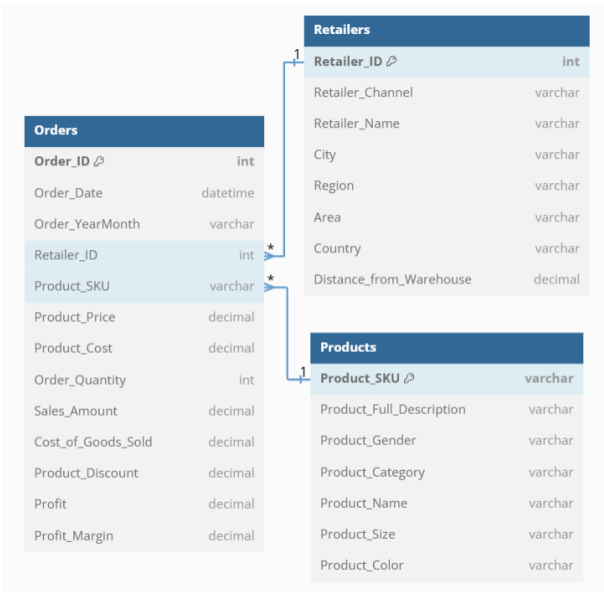 Retailers
1
Retailer_ID int
Retailer_Channel varchar
Retailer_Name varchar
City varchar
Region varchar
Area varchar
Country varchar
Distance_from_Warehouse decimal
Orders
Order_ID int
Order_Date datetime
Order_YearMonth varchar
Retailer_ID int *
Product_SKU varchar *
Product_Price decimal
Product_Cost decimal
Order_Quantity int
Sales_Amount decimal
Cost_of_Goods_Sold decimal
Product_Discount decimal
Profit decimal
Profit_Margin decimal
Products
1
Product_SKU varchar
Product_Full_Description varchar
Product_Gender varchar
Product_Category varchar
Product_Name varchar
Product_Size varchar
Product_Color varchar